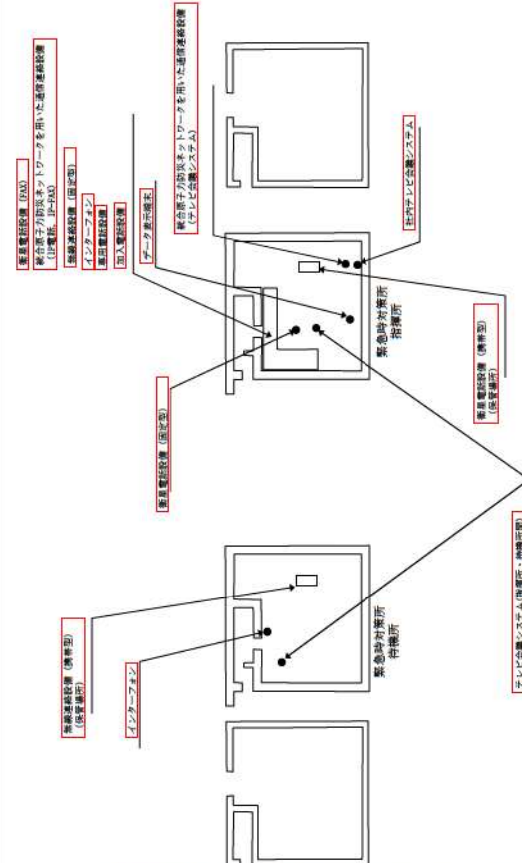 衛星電話設備（FAX）
統合原子力防災ネットワークを用いた通信連絡設備
（IP電話、IP-FAX）
無線連絡設備（固定型）
インターフォン
専用電話設備
加入電話設備
データ表示端末
統合原子力防災ネットワークを用いた通信連絡設備
（テレビ会議システム）
社内テレビ会議システム
衛星電話設備（固定型）
緊急時対策所
指揮所
衛星電話設備（携帯型）
（保管場所）
無線連絡設備（携帯型）
（保管場所）
インターフォン
緊急時対策所
待機所
テレビ会議システム（指揮所・待機所間）